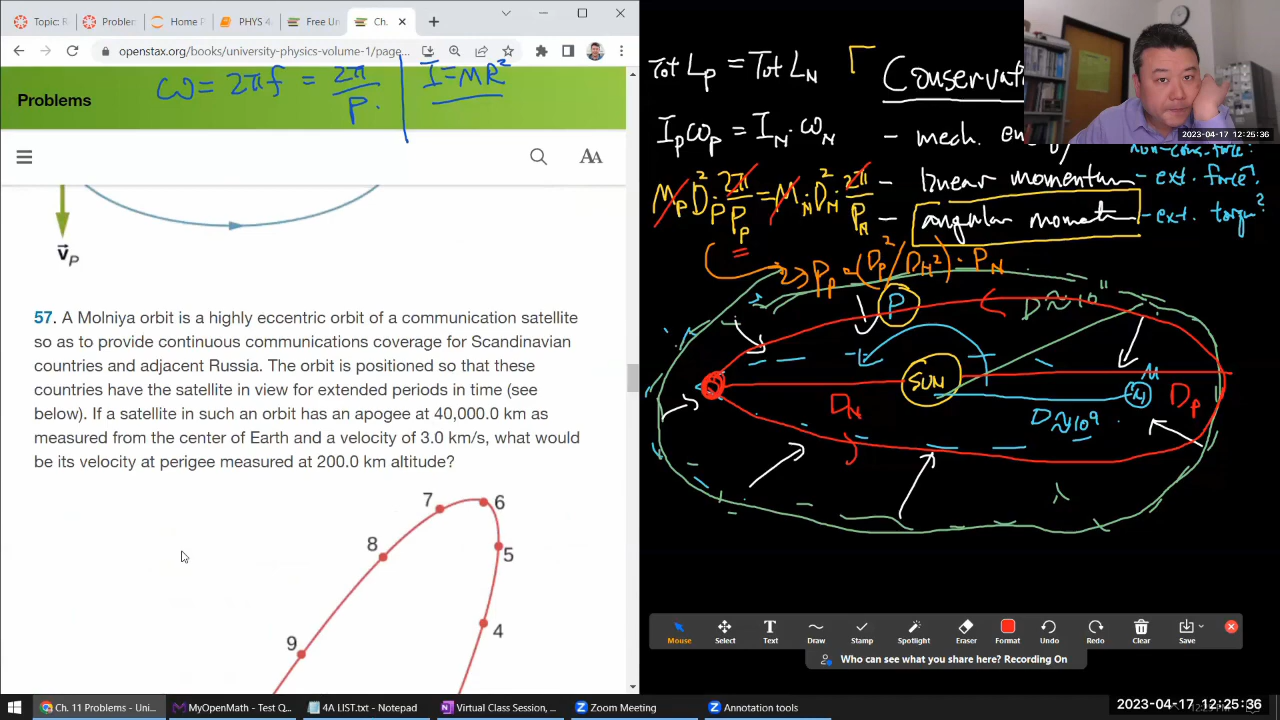 Topic: R
Problem
Home P
PHYS 4
Free Un
Ch.
openstax.org/books/university-physics-volume-1/page...
Problems
ω = 2πf = 2π/P.
I = MR²
AA
v⃗P
57. A Molniya orbit is a highly eccentric orbit of a communication satellite
so as to provide continuous communications coverage for Scandinavian
countries and adjacent Russia. The orbit is positioned so that these
countries have the satellite in view for extended periods in time (see
below). If a satellite in such an orbit has an apogee at 40,000.0 km as
measured from the center of Earth and a velocity of 3.0 km/s, what would
be its velocity at perigee measured at 200.0 km altitude?
7
6
8
5
4
9
Tot Lp = Tot LN
Ipωp = IN·ωN
Conservati
- mech. en
non-cons. force?
- linear momentum - ext. force?
- angular moment - ext. torque?
P
SUN
N
DN
Dp
D≈10¹¹
D≈10⁹
2023-04-17 12:25:36
Mouse
Select
Text
Draw
Stamp
Spotlight
Eraser
Format
Undo
Redo
Clear
Save
Who can see what you share here? Recording On
Ch. 11 Problems - Uni...
MyOpenMath - Test Q...
4A LIST.txt - Notepad
Virtual Class Session, ...
Zoom Meeting
Annotation tools
2023-04-17 12:25:36